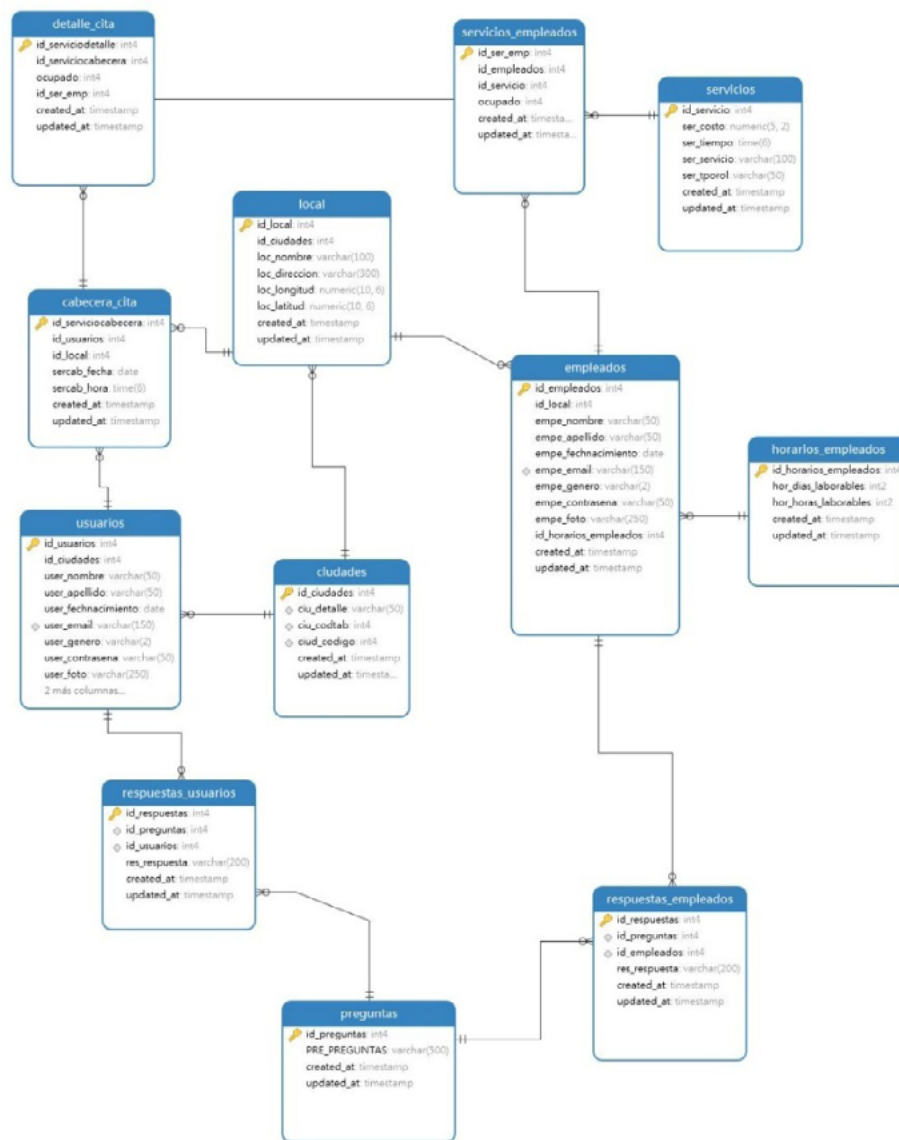 detalle_cita
id_serviciodetalle: int4
id_serviciocabecera: int4
ocupado: int4
id_ser_emp: int4
created_at: timestamp
updated_at: timestamp
servicios_empleados
id_ser_emp: int4
id_empleados: int4
id_servicio: int4
ocupado: int4
created_at: timesta...
updated_at: timesta...
servicios
id_servicio: int4
ser_costo: numeric(5, 2)
ser_tiempo: time(6)
ser_servicio: varchar(100)
ser_tporol: varchar(50)
created_at: timestamp
updated_at: timestamp
local
id_local: int4
id_ciudades: int4
loc_nombre: varchar(100)
loc_direccion: varchar(300)
loc_longitud: numeric(10, 6)
loc_latitud: numeric(10, 6)
created_at: timestamp
updated_at: timestamp
cabecera_cita
id_serviciocabecera: int4
id_usuarios: int4
id_local: int4
sercab_fecha: date
sercab_hora: time(6)
created_at: timestamp
updated_at: timestamp
empleados
id_empleados: int4
id_local: int4
empe_nombre: varchar(50)
empe_apellido: varchar(50)
empe_fechnacimiento: date
empe_email: varchar(150)
empe_genero: varchar(2)
empe_contrasena: varchar(50)
empe_foto: varchar(250)
id_horarios_empleados: int4
created_at: timestamp
updated_at: timestamp
horarios_empleados
id_horarios_empleados: int4
hor_dias_laborables: int2
hor_horas_laborables: int2
created_at: timestamp
updated_at: timestamp
usuarios
id_usuarios: int4
id_ciudades: int4
user_nombre: varchar(50)
user_apellido: varchar(50)
user_fechnacimiento: date
user_email: varchar(150)
user_genero: varchar(2)
user_contrasena: varchar(50)
user_foto: varchar(250)
2 más columnas...
ciudades
id_ciudades: int4
ciu_detalle: varchar(50)
ciu_codtab: int4
ciud_codigo: int4
created_at: timestamp
updated_at: timesta...
respuestas_usuarios
id_respuestas: int4
id_preguntas: int4
id_usuarios: int4
res_respuesta: varchar(200)
created_at: timestamp
updated_at: timestamp
respuestas_empleados
id_respuestas: int4
id_preguntas: int4
id_empleados: int4
res_respuesta: varchar(200)
created_at: timestamp
updated_at: timestamp
preguntas
id_preguntas: int4
PRE_PREGUNTAS: varchar(500)
created_at: timestamp
updated_at: timestamp